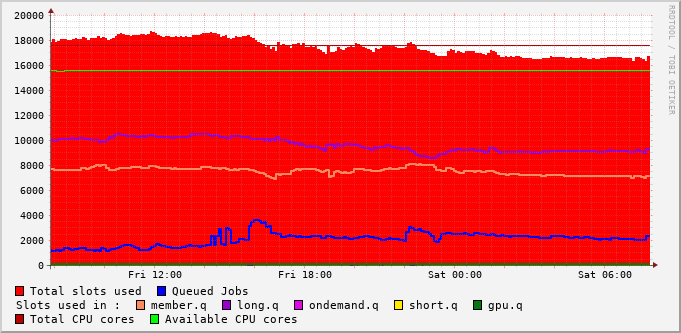 20000
18000
16000
14000
12000
10000
8000
6000
4000
2000
0
Fri 12:00 Fri 18:00 Sat 00:00 Sat 06:00
RRDTOOL / TOBI OETIKER
Total slots used Queued Jobs
Slots used in : member.q long.q ondemand.q short.q gpu.q
Total CPU cores Available CPU cores